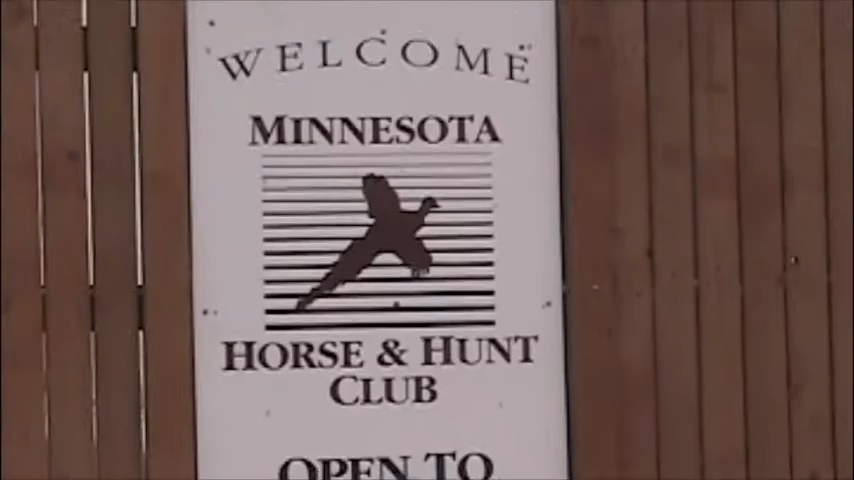 WELCOME
MINNESOTA
HORSE & HUNT
CLUB
OPEN TO